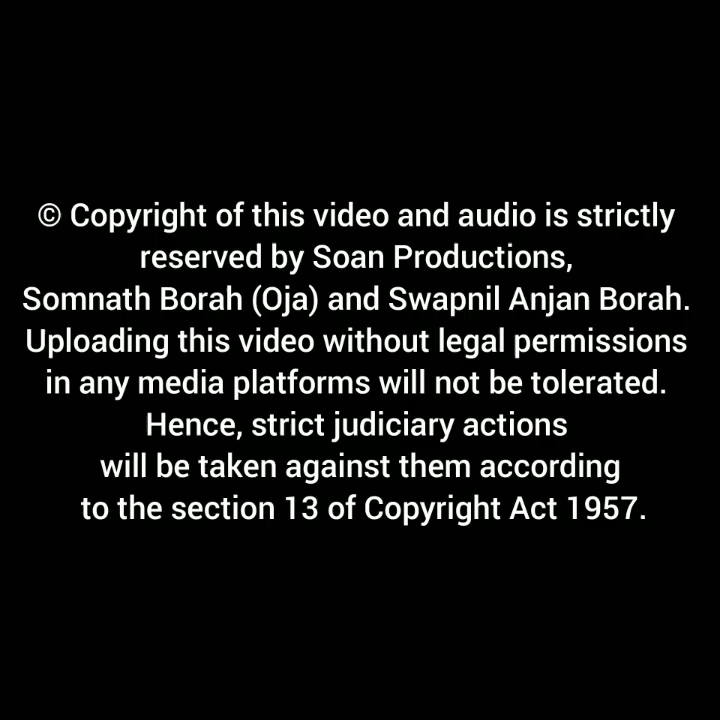 © Copyright of this video and audio is strictly
reserved by Soan Productions,
Somnath Borah (Oja) and Swapnil Anjan Borah.
Uploading this video without legal permissions
in any media platforms will not be tolerated.
Hence, strict judiciary actions
will be taken against them according
to the section 13 of Copyright Act 1957.